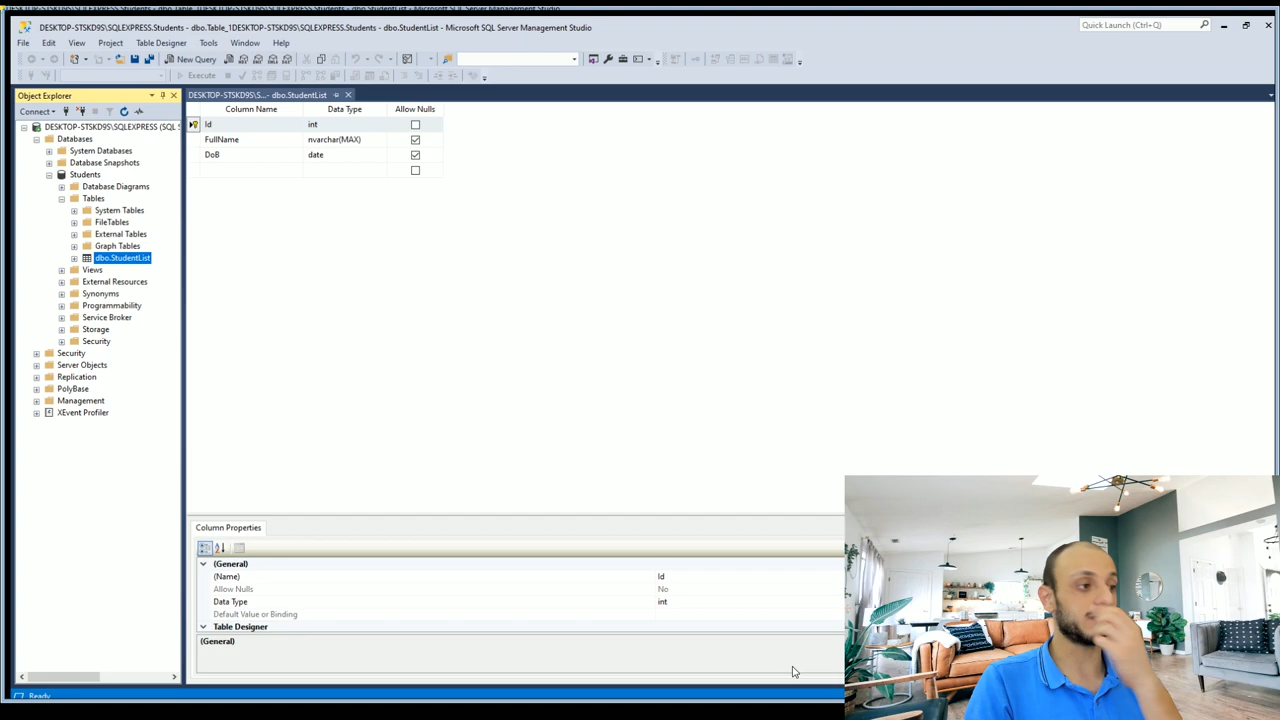 DESKTOP-STSKD9S\SQLEXPRESS.Students - dbo.Table_1DESKTOP-STSKD9S\SQLEXPRESS.Students - dbo.StudentList - Microsoft SQL Server Management Studio
Quick Launch (Ctrl+Q)
File Edit View Project Table Designer Tools Window Help
New Query
Execute
Object Explorer
DESKTOP-STSKD9S\S...- dbo.StudentList
Connect
Column Name Data Type Allow Nulls
Id int
FullName nvarchar(MAX)
DoB date
DESKTOP-STSKD9S\SQLEXPRESS (SQL S
Databases
System Databases
Database Snapshots
Students
Database Diagrams
Tables
System Tables
FileTables
External Tables
Graph Tables
dbo.StudentList
Views
External Resources
Synonyms
Programmability
Service Broker
Storage
Security
Security
Server Objects
Replication
PolyBase
Management
XEvent Profiler
Column Properties
(General)
(Name) Id
Allow Nulls No
Data Type int
Default Value or Binding
Table Designer
(General)
Ready